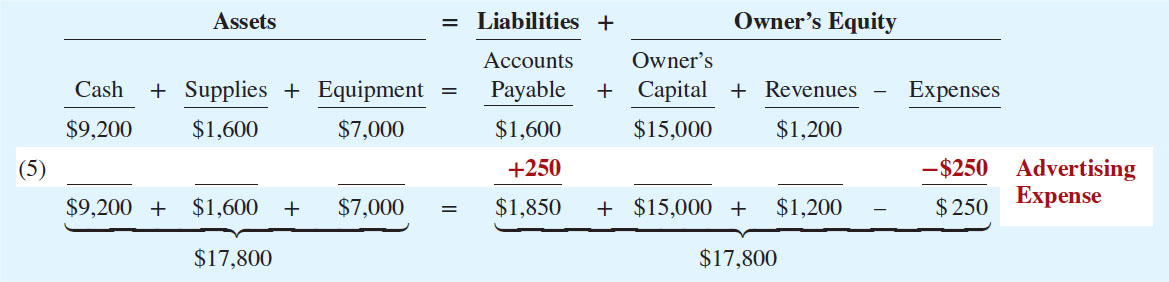 Assets = Liabilities + Owner's Equity
Accounts Owner's
Cash + Supplies + Equipment = Payable + Capital + Revenues – Expenses
$9,200 $1,600 $7,000 $1,600 $15,000 $1,200
(5) +250 –$250 Advertising
Expense
$9,200 + $1,600 + $7,000 = $1,850 + $15,000 + $1,200 – $ 250
$17,800 $17,800